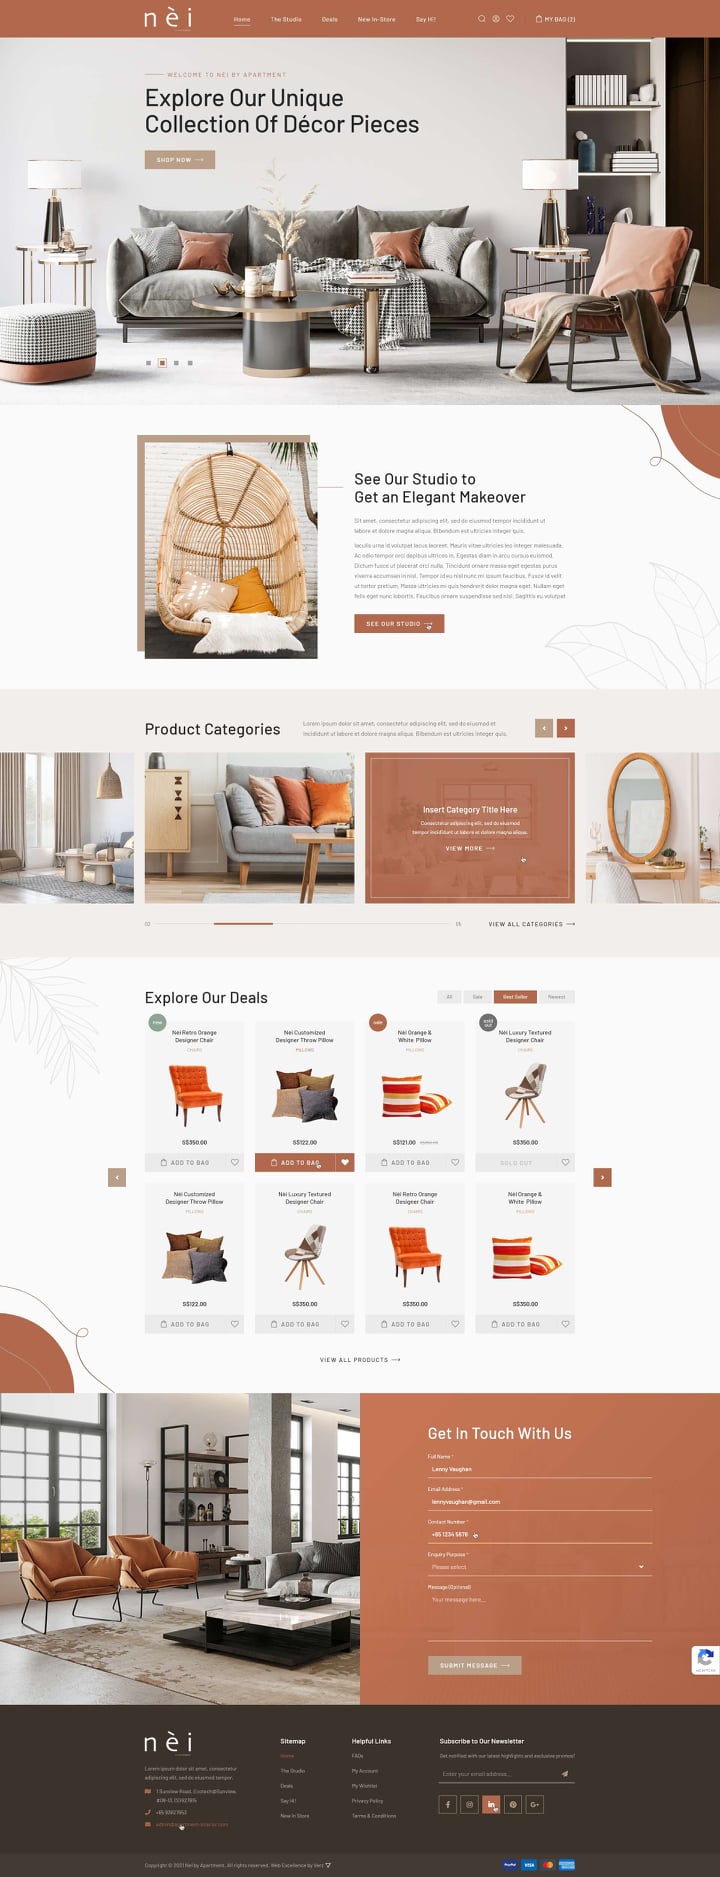 nèi
Home The Studio Deals New In-Store Say Hi! MY BAG (2)
WELCOME TO NÈI BY APARTMENT
Explore Our Unique
Collection Of Décor Pieces
SHOP NOW
See Our Studio to
Get an Elegant Makeover
Sit amet, consectetur adipiscing elit, sed do eiusmod tempor incididunt ut
labore et dolore magna aliqua. Bibendum est ultricies integer quis.
Iaculis urna id volutpat lacus laoreet. Mauris vitae ultricies leo integer malesuada.
Ac odio tempor orci dapibus ultrices in. Egestas diam in arcu cursus euismod.
Dictum fusce ut placerat orci nulla. Tincidunt ornare massa eget egestas purus
viverra accumsan in nisl. Tempor id eu nisl nunc mi ipsum faucibus. Fusce id velit
ut tortor pretium. Massa ultricies mi quis hendrerit dolor magna eget. Nullam eget
felis eget nunc lobortis. Faucibus ornare suspendisse sed nisi. Sagittis eu volutpat
SEE OUR STUDIO
Product Categories
Lorem ipsum dolor sit amet, consectetur adipiscing elit, sed do eiusmod et
incididunt ut labore et dolore magna aliqua. Bibendum est ultricies integer quis.
Insert Category Title Here
Consectetur adipiscing elit, sed do eiusmod
tempor incididunt ut labore et dolore magna aliqua.
VIEW MORE
02 05 VIEW ALL CATEGORIES
Explore Our Deals
All Sale Best Seller Newest
new
Nèi Retro Orange
Designer Chair
CHAIRS
S$350.00
ADD TO BAG
Nèi Customized
Designer Throw Pillow
PILLOWS
S$122.00
ADD TO BAG
sale
Nèi Orange &
White Pillow
PILLOWS
S$121.00
ADD TO BAG
sold
out
Nèi Luxury Textured
Designer Chair
CHAIRS
S$350.00
SOLD OUT
Nèi Customized
Designer Throw Pillow
PILLOWS
S$122.00
ADD TO BAG
Nèi Luxury Textured
Designer Chair
CHAIRS
S$350.00
ADD TO BAG
Nèi Retro Orange
Designer Chair
CHAIRS
S$350.00
ADD TO BAG
Nèi Orange &
White Pillow
PILLOWS
S$350.00
ADD TO BAG
VIEW ALL PRODUCTS
Get In Touch With Us
Full Name *
Lenny Vaughan
Email Address *
lennyvaughan@gmail.com
Contact Number *
+65 1234 5678
Enquiry Purpose *
Please select
Message (Optional)
Your message here...
SUBMIT MESSAGE
nèi
Lorem ipsum dolor sit amet, consectetur
adipiscing elit, sed do eiusmod tempor.
1 Sunview Road, Ecotech@Sunview,
#08-13, (S) 627615
+65 93627953
Sitemap
Home
The Studio
Deals
Say Hi!
New In Store
Helpful Links
FAQs
My Account
My Wishlist
Privacy Policy
Terms & Conditions
Subscribe to Our Newsletter
Get notified with our latest highlights and exclusive promos!
Enter your email address...
Copyright © 2021 Nei by Apartment. All rights reserved. Web Excellence by Verz
PayPal VISA